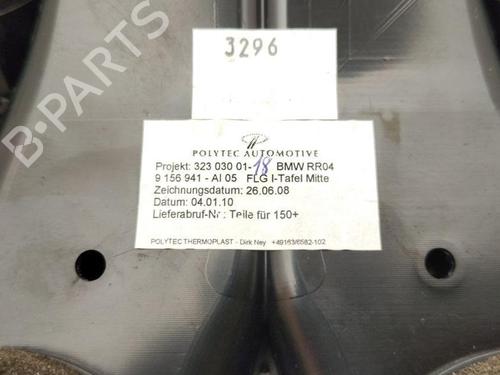 3296
POLYTEC AUTOMOTIVE
Projekt: 323 030 01-18 BMW RR04
9 156 941 - AI 05 FLG I-Tafel Mitte
Zeichnungsdatum: 26.06.08
Datum: 04.01.10
Lieferabruf-Nr.: Teile für 150+
POLYTEC THERMOPLAST - Dirk Ney +49163/6582-102
B-PARTS